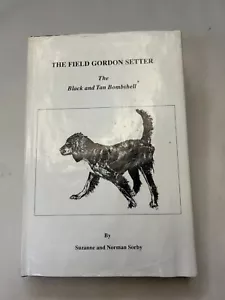 THE FIELD GORDON SETTER
The
Black and Tan Bombshell
By
Suzanne and Norman Sorby